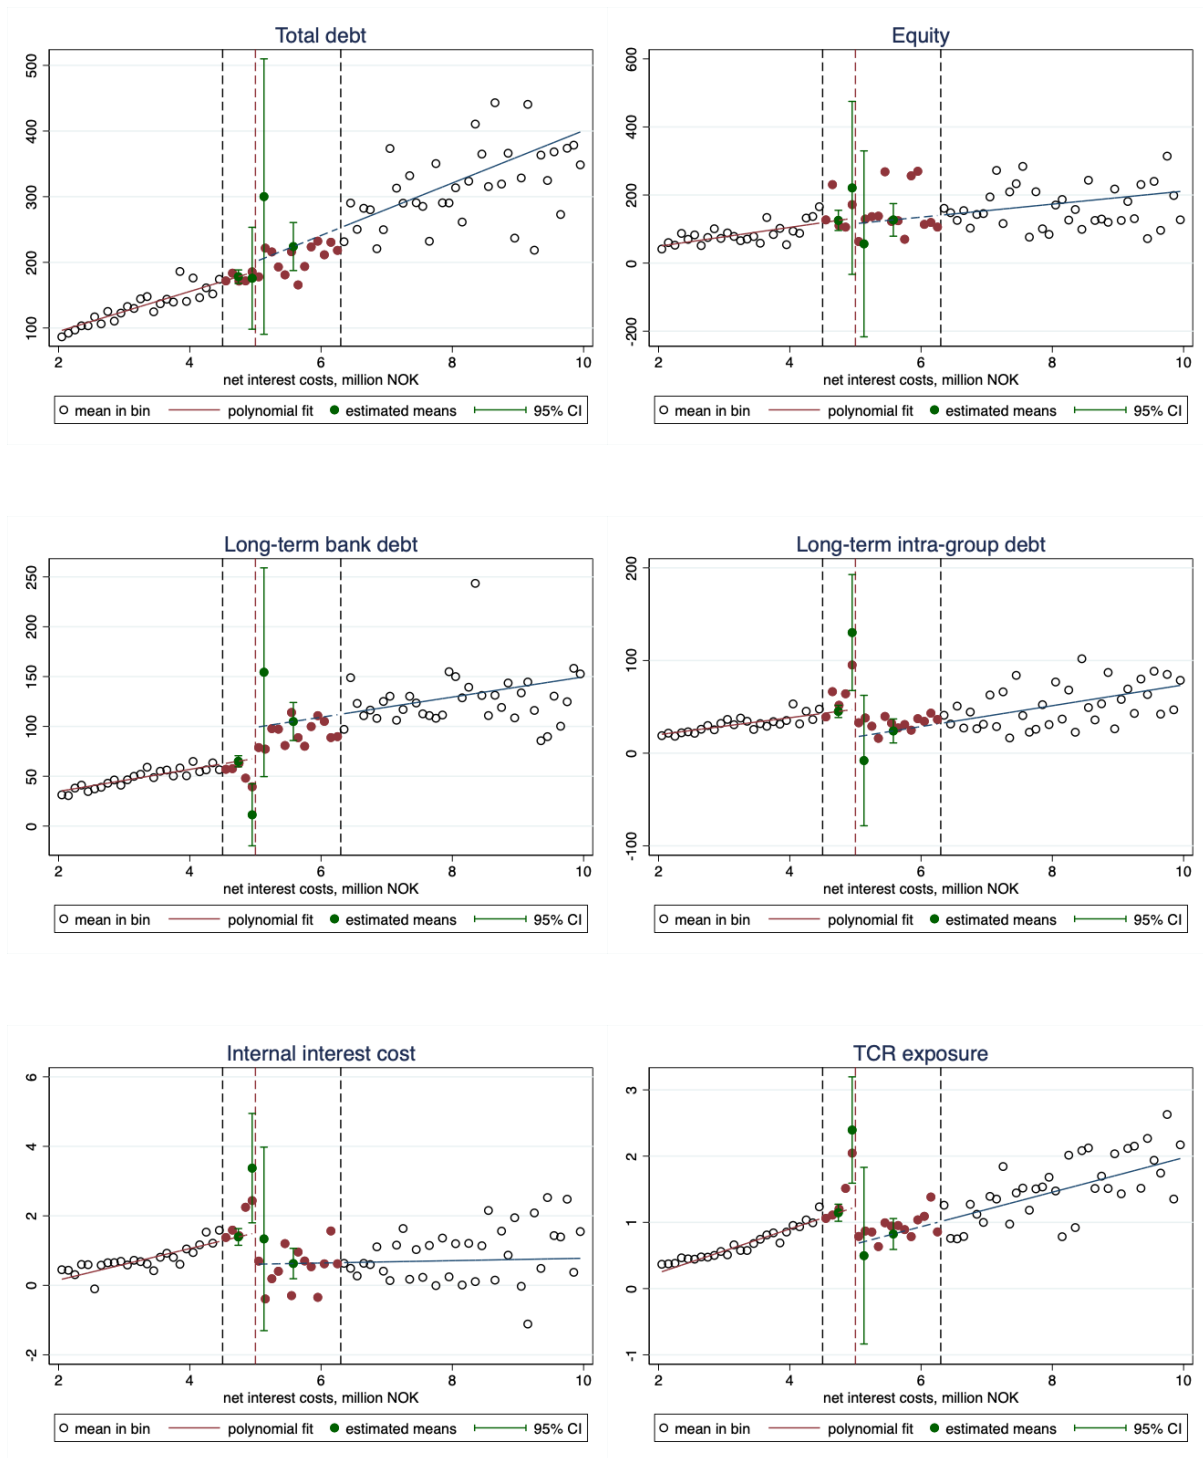 Total debt
500
400
300
200
100
2 4 6 8 10
net interest costs, million NOK
mean in bin polynomial fit estimated means 95% CI
Equity
600
400
200
0
-200
2 4 6 8 10
net interest costs, million NOK
mean in bin polynomial fit estimated means 95% CI
Long-term bank debt
250
200
150
100
50
0
2 4 6 8 10
net interest costs, million NOK
mean in bin polynomial fit estimated means 95% CI
Long-term intra-group debt
200
100
0
-100
2 4 6 8 10
net interest costs, million NOK
mean in bin polynomial fit estimated means 95% CI
Internal interest cost
6
4
2
0
-2
2 4 6 8 10
net interest costs, million NOK
mean in bin polynomial fit estimated means 95% CI
TCR exposure
3
2
1
0
-1
2 4 6 8 10
net interest costs, million NOK
mean in bin polynomial fit estimated means 95% CI